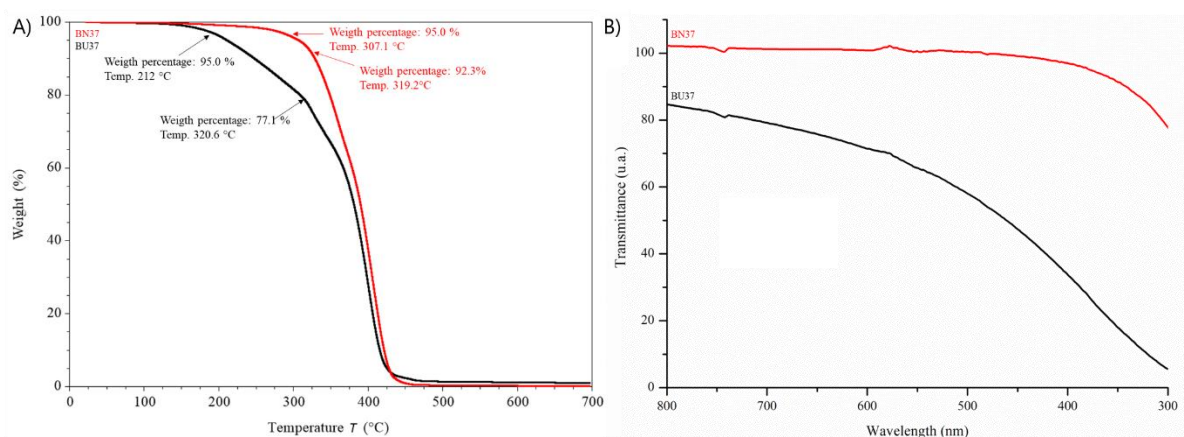 A)
BN37
BU37
Weigth percentage: 95.0 %
Temp. 307.1 °C
Weigth percentage: 92.3%
Temp. 319.2°C
Weigth percentage: 95.0 %
Temp. 212 °C
Weigth percentage: 77.1 %
Temp. 320.6 °C
100
80
60
40
20
0
Weight (%)
0 100 200 300 400 500 600 700
Temperature T (°C)
B)
BN37
BU37
100
80
60
40
20
0
Transmittance (u.a.)
800 700 600 500 400 300
Wavelength (nm)